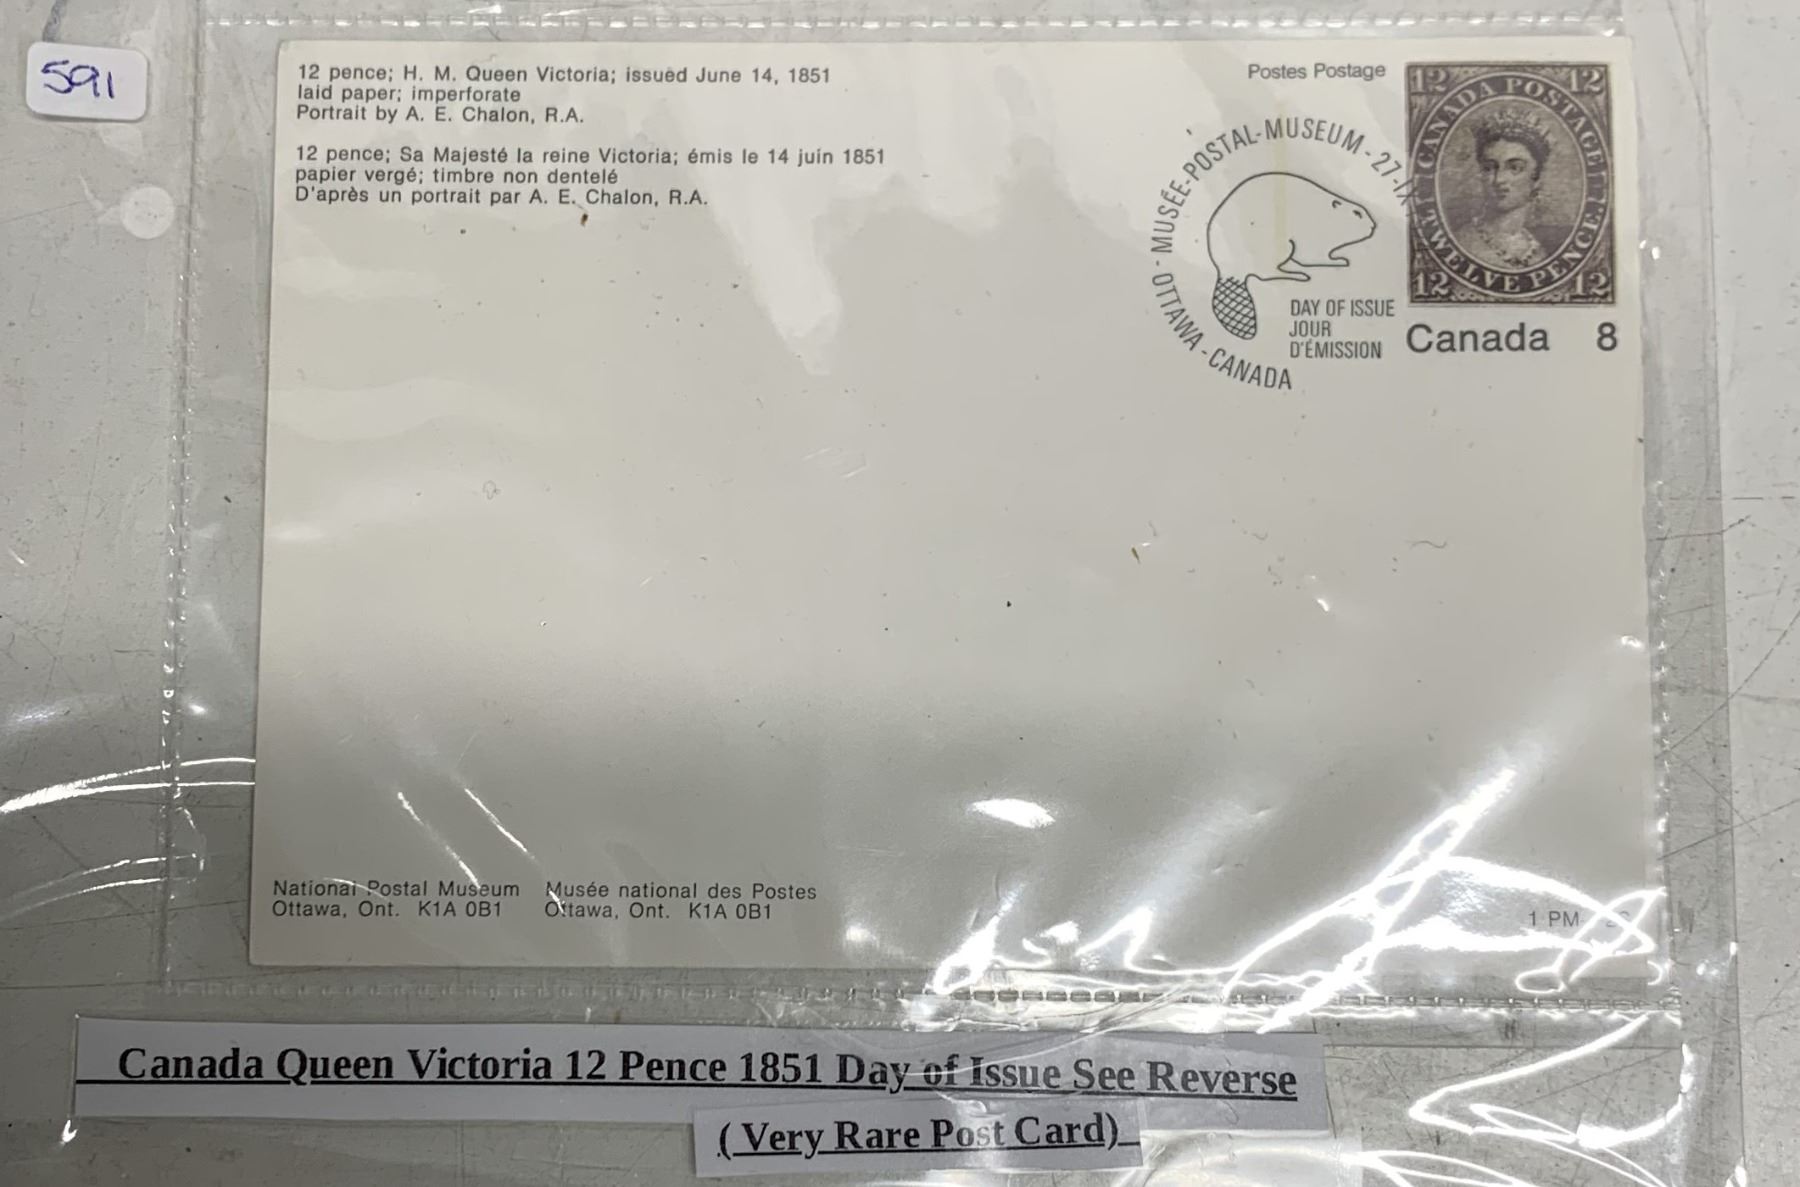 591
12 pence; H. M. Queen Victoria; issued June 14, 1851
laid paper; imperforate
Portrait by A. E. Chalon, R.A.
12 pence; Sa Majesté la reine Victoria; émis le 14 juin 1851
papier vergé; timbre non dentelé
D'après un portrait par A. E. Chalon, R.A.
Postes Postage
12 12
CANADA POSTAGE
TWELVE PENCE
12 12
Canada 8
OTTAWA - MUSÉE-POSTAL-MUSEUM - 27-IX
OTTAWA - CANADA
DAY OF ISSUE
JOUR
D'ÉMISSION
National Postal Museum Musée national des Postes
Ottawa, Ont. K1A 0B1 Ottawa, Ont. K1A 0B1
1 PM
Canada Queen Victoria 12 Pence 1851 Day of Issue See Reverse
( Very Rare Post Card)